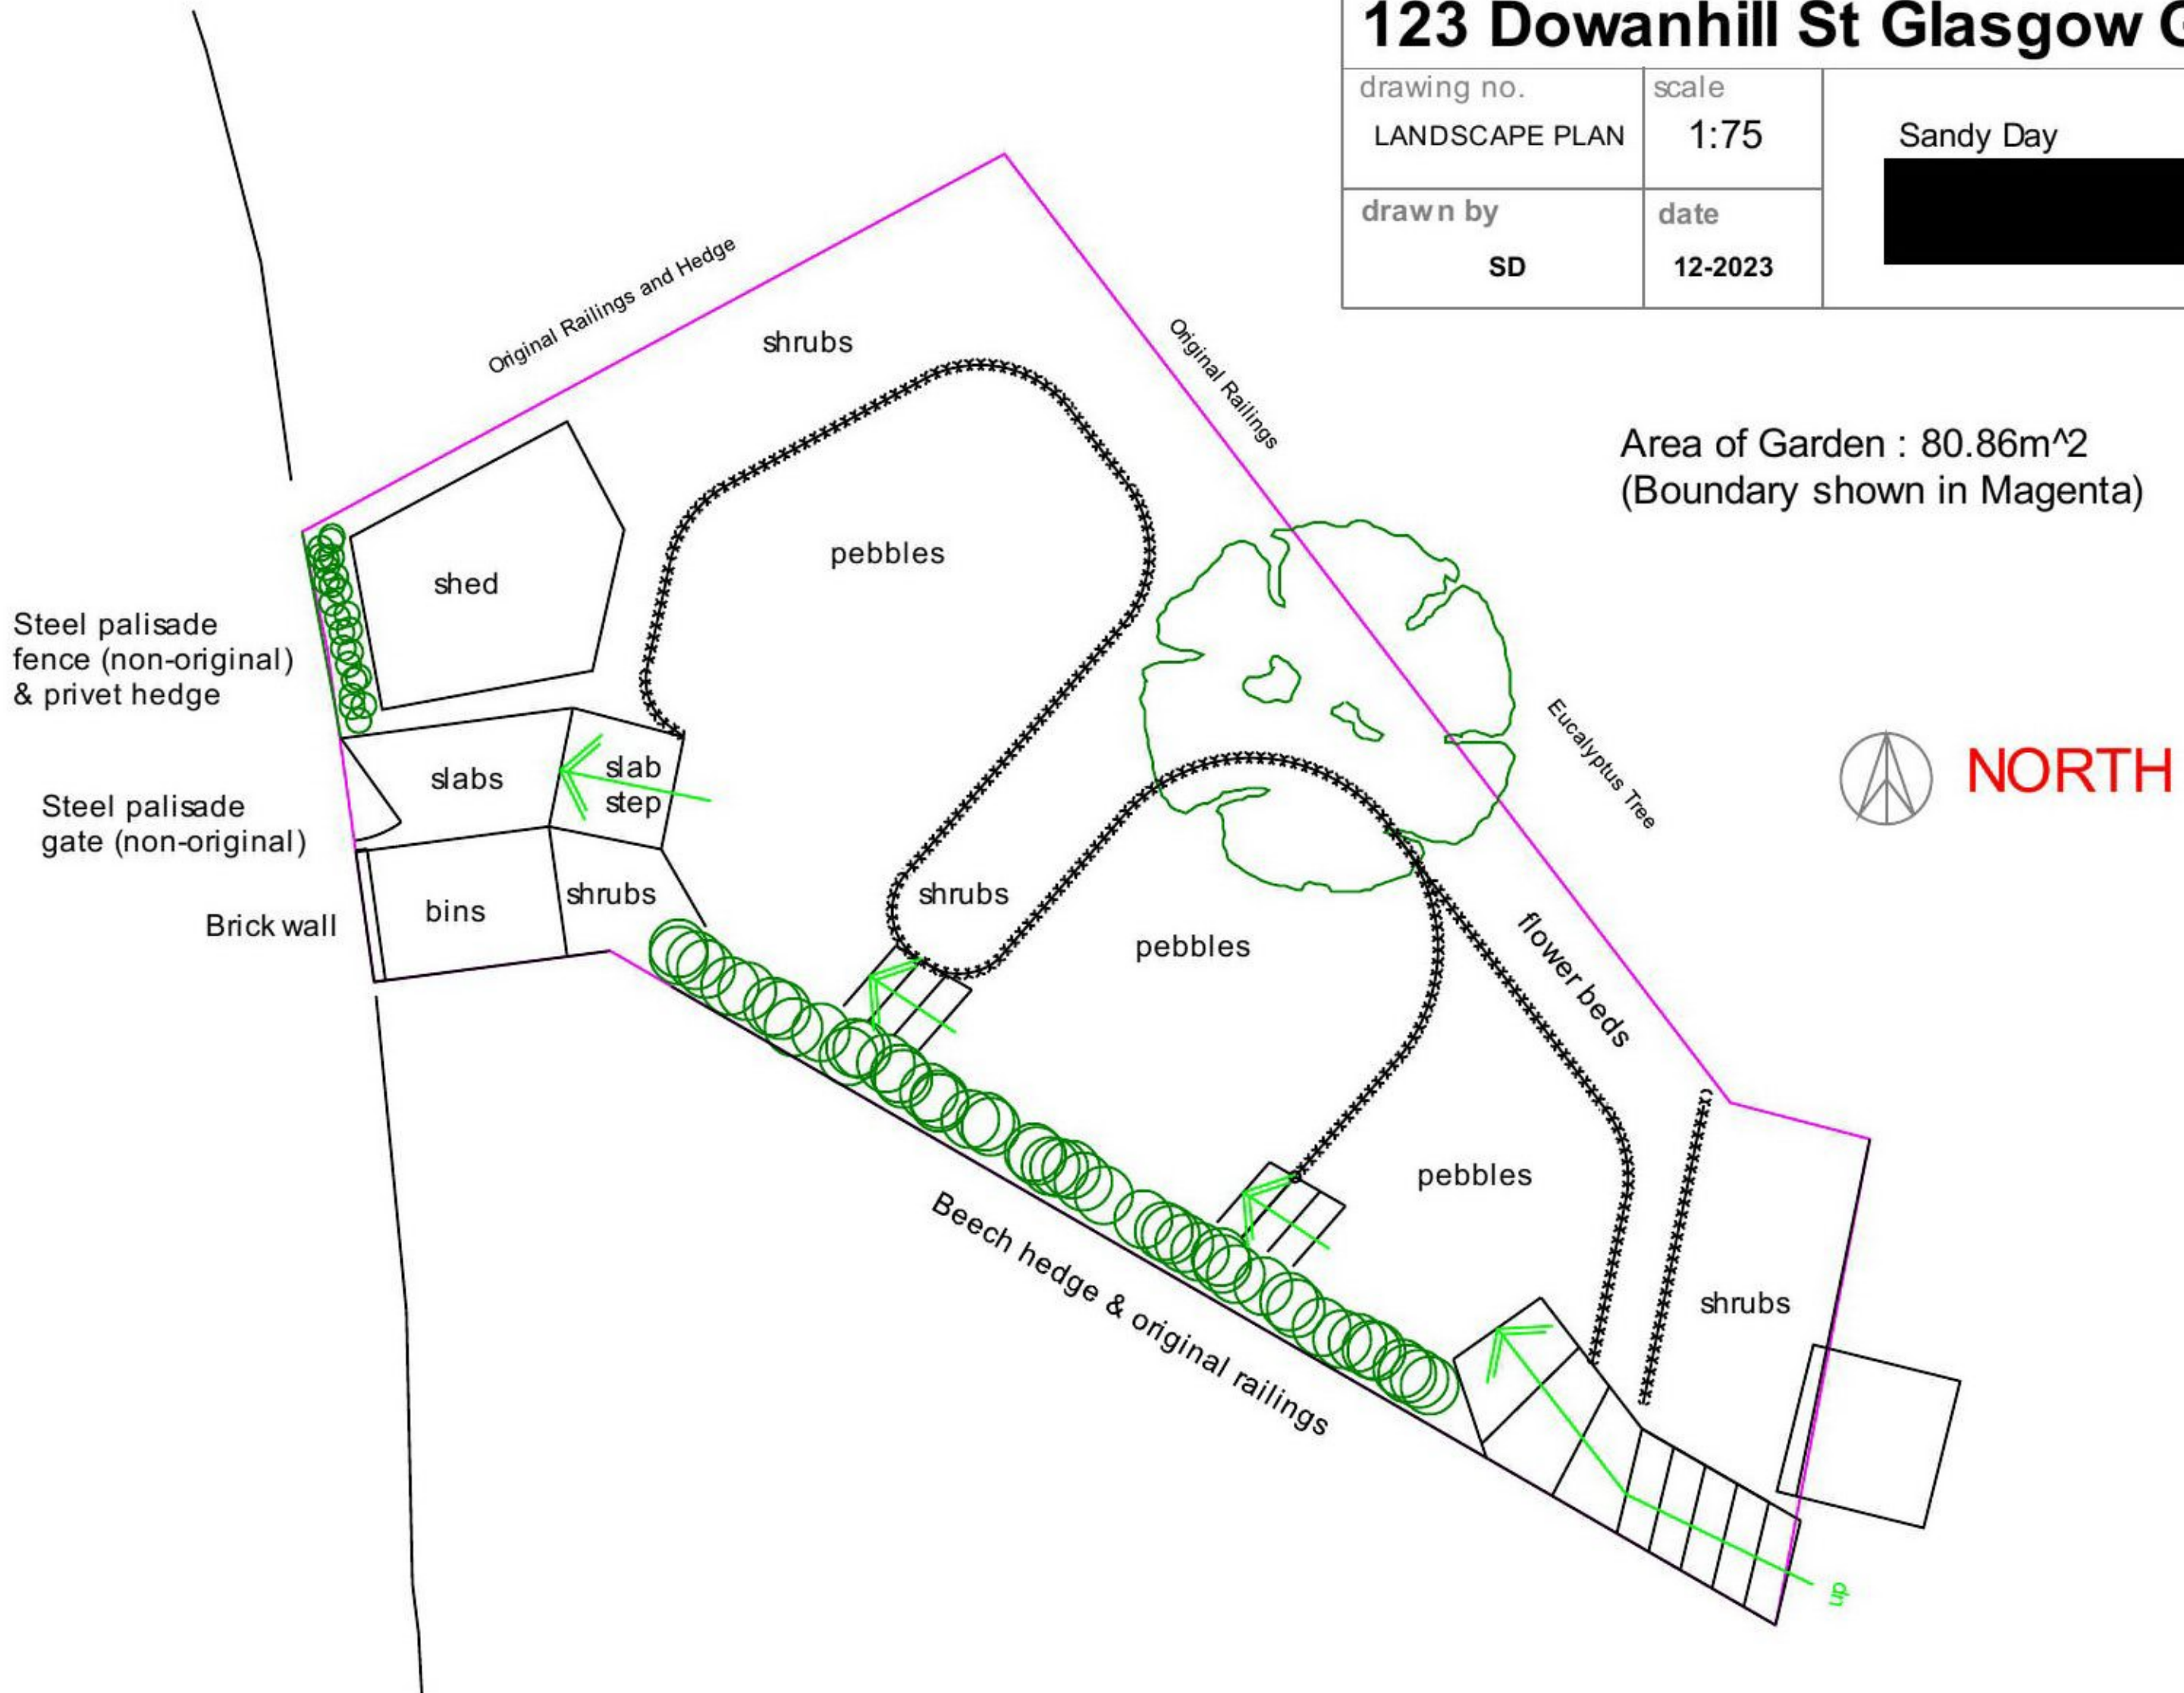 123 Dowanhill St Glasgow
drawing no.
LANDSCAPE PLAN
scale
1:75
Sandy Day
drawn by
SD
date
12-2023
Original Railings and Hedge
shrubs
Original Railings
Area of Garden : 80.86m^2
(Boundary shown in Magenta)
pebbles
shed
Steel palisade
fence (non-original)
& privet hedge
Eucalyptus Tree
NORTH
slabs
slab
step
Steel palisade
gate (non-original)
shrubs
shrubs
bins
Brick wall
pebbles
flower beds
pebbles
Beech hedge & original railings
shrubs
dn